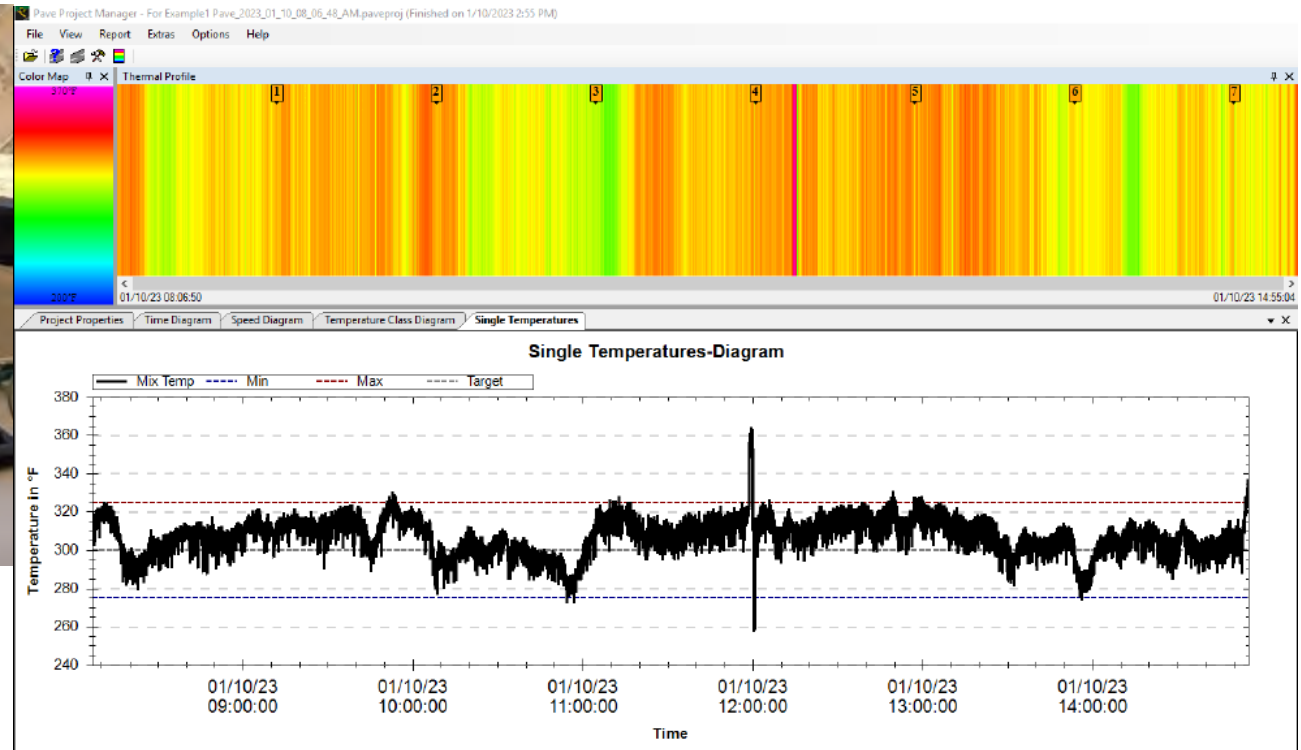 Pave Project Manager - For Example1 Pave_2023_01_10_08_06_48_AM.paveproj (Finished on 1/10/2023 2:55 PM)
File View Report Extras Options Help
Color Map Thermal Profile
370°F
1 2 3 4 5 6 7
01/10/23 08:06:50 01/10/23 14:55:04
Project Properties Time Diagram Speed Diagram Temperature Class Diagram Single Temperatures
Single Temperatures-Diagram
Mix Temp Min Max Target
380
360
340
320
300
280
260
240
Temperature in °F
01/10/23 01/10/23 01/10/23 01/10/23 01/10/23 01/10/23
09:00:00 10:00:00 11:00:00 12:00:00 13:00:00 14:00:00
Time